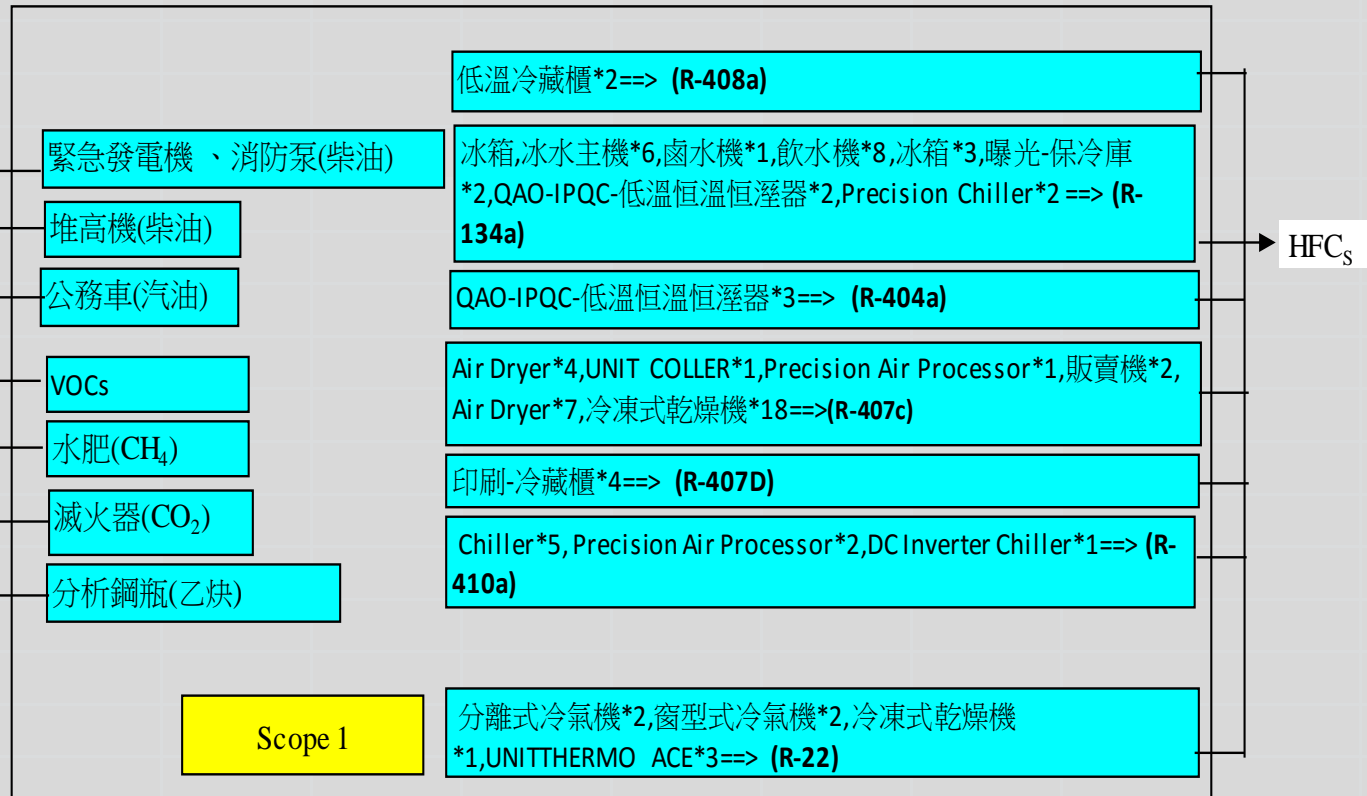 低溫冷藏櫃*2==> (R-408a)
緊急發電機 、消防泵(柴油)
堆高機(柴油)
公務車(汽油)
VOCs
水肥(CH₄)
滅火器(CO₂)
分析鋼瓶(乙炔)
冰箱,冰水主機*6,鹵水機*1,飲水機*8,冰箱*3,曝光-保冷庫
*2,QAO-IPQC-低溫恒溫恒溼器*2,Precision Chiller*2 ==> (R-
134a)
QAO-IPQC-低溫恒溫恒溼器*3==> (R-404a)
Air Dryer*4,UNIT COLLER*1,Precision Air Processor*1,販賣機*2,
Air Dryer*7,冷凍式乾燥機*18==>(R-407c)
印刷-冷藏櫃*4==> (R-407D)
Chiller*5, Precision Air Processor*2,DC Inverter Chiller*1==> (R-
410a)
Scope 1
分離式冷氣機*2,窗型式冷氣機*2,冷凍式乾燥機
*1,UNITTHERMO ACE*3==> (R-22)
HFCS